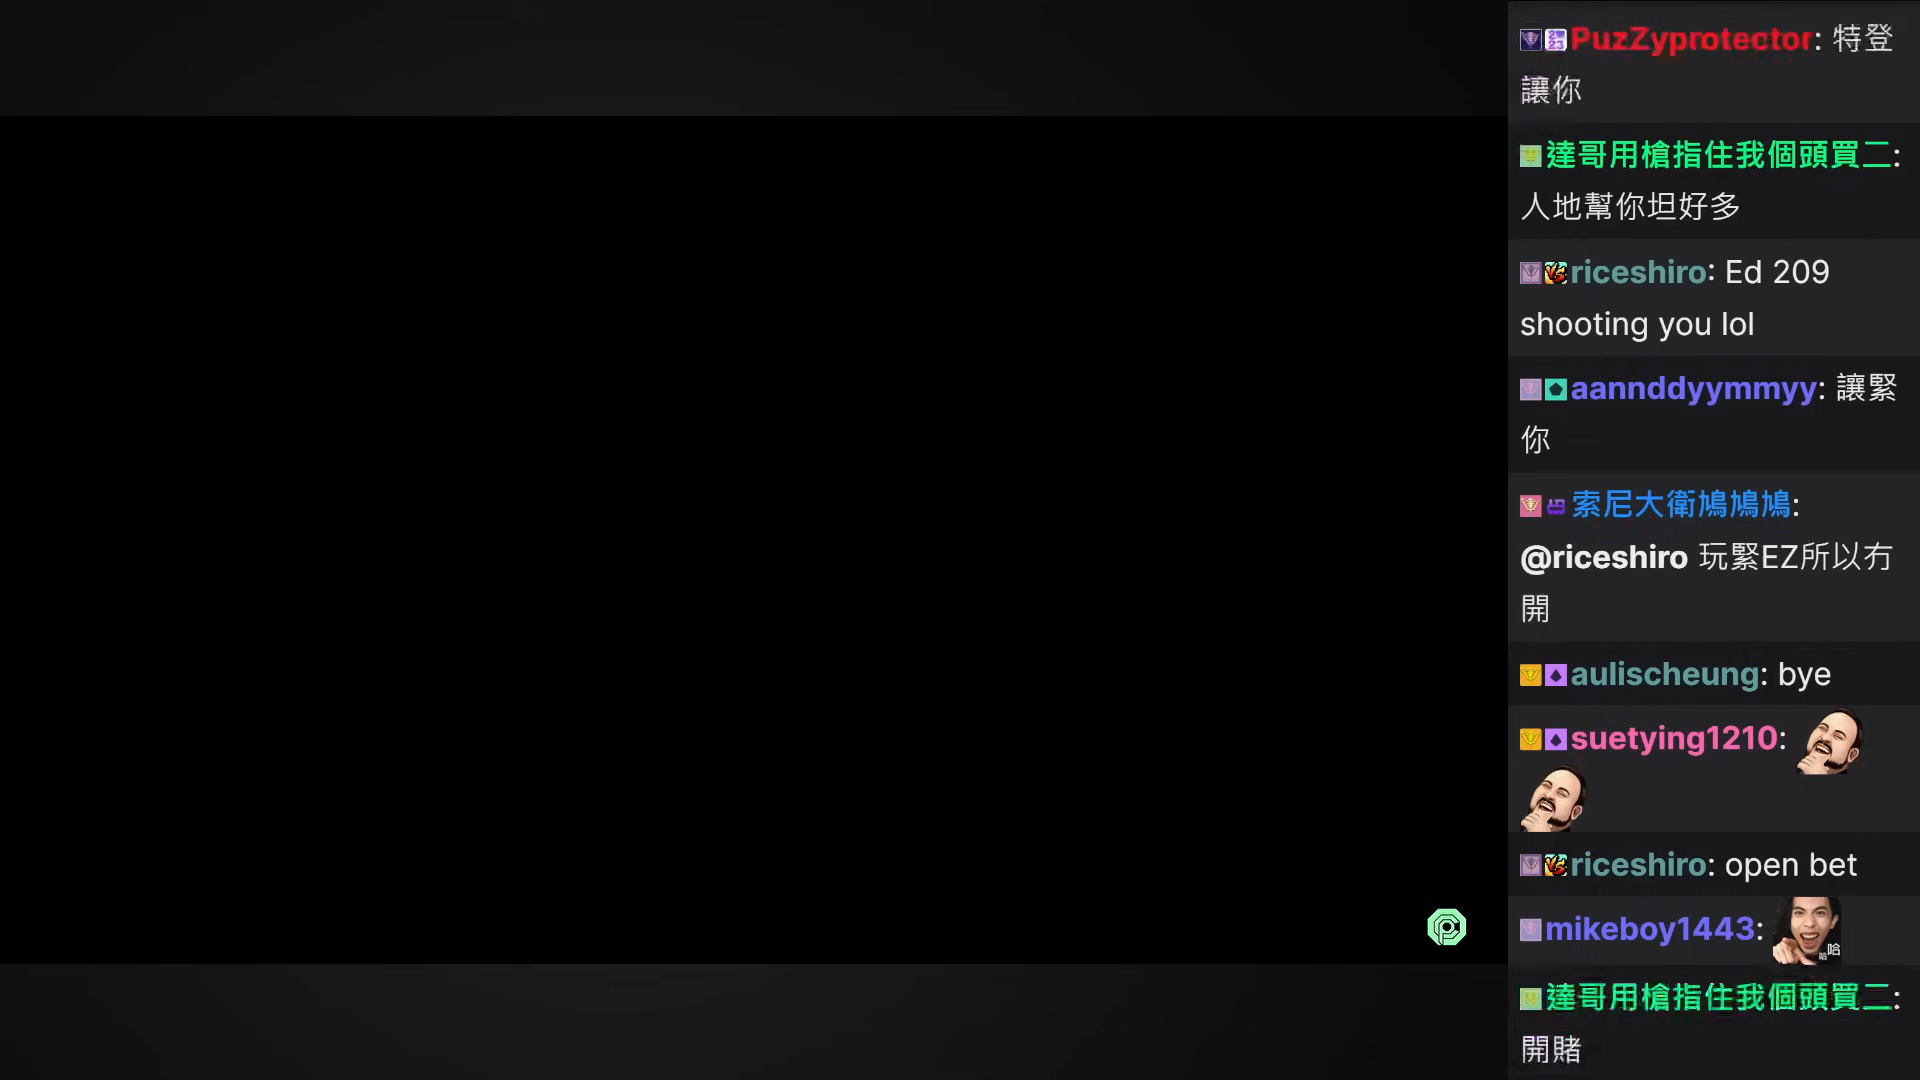 PuzZyprotector: 特登
讓你
達哥用槍指住我個頭買二:
人地幫你坦好多
riceshiro: Ed 209
shooting you lol
aannddyymmyy: 讓緊
你
索尼大衛鳩鳩鳩:
@riceshiro 玩緊EZ所以冇
開
aulischeung: bye
suetying1210:
riceshiro: open bet
mikeboy1443:
達哥用槍指住我個頭買二:
開賭